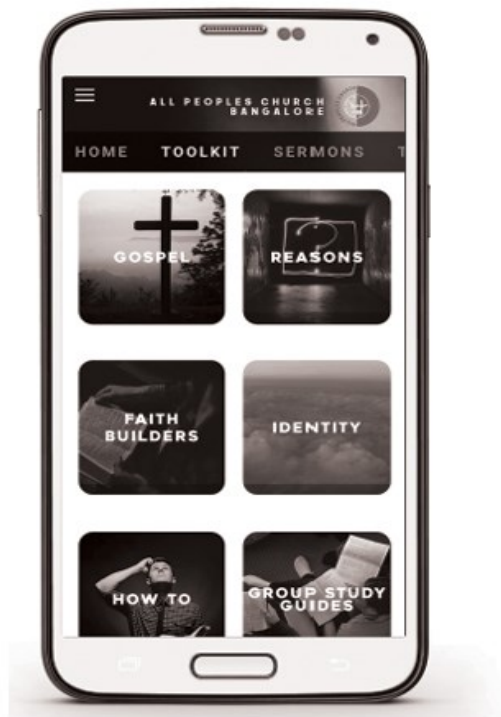 ALL PEOPLES CHURCH
BANGALORE
HOME TOOLKIT SERMONS T
GOSPEL
REASONS
FAITH
BUILDERS
IDENTITY
HOW TO
GROUP STUDY
GUIDES